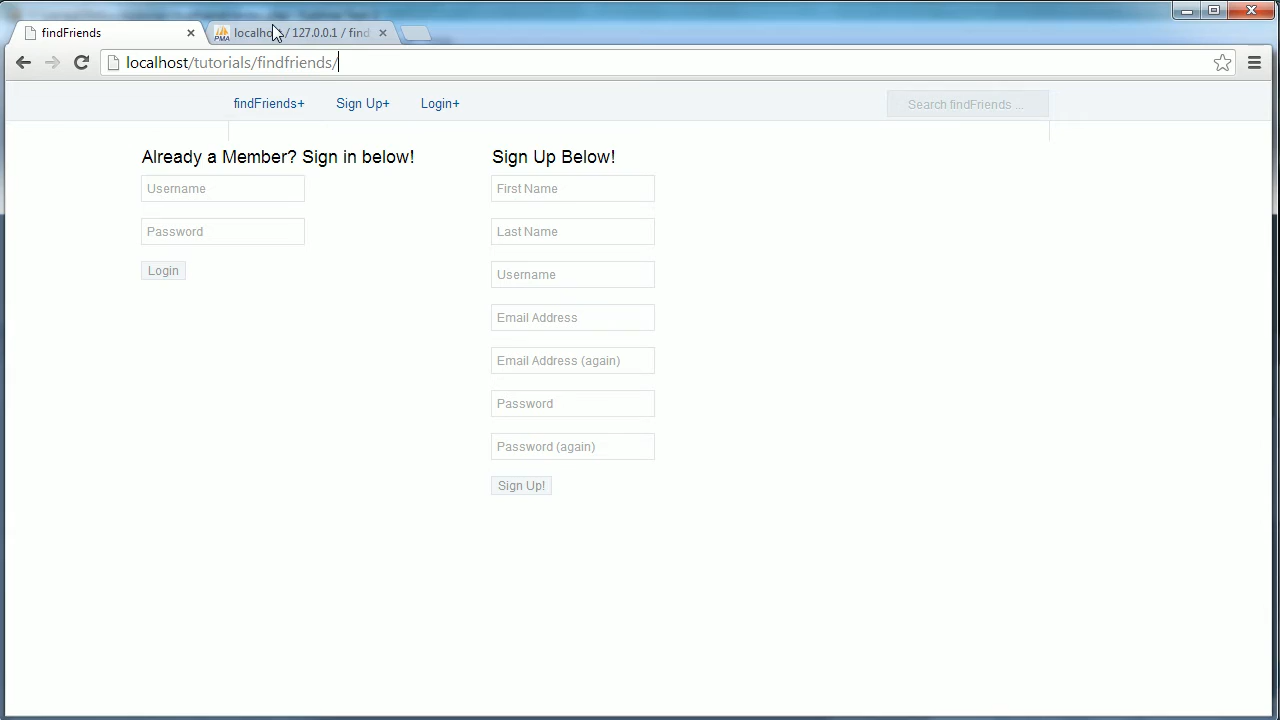 findFriends
localhost / 127.0.0.1 / find
localhost/tutorials/findfriends/
findFriends+ Sign Up+ Login+ Search findFriends ...
Already a Member? Sign in below!
Username
Password
Login
Sign Up Below!
First Name
Last Name
Username
Email Address
Email Address (again)
Password
Password (again)
Sign Up!